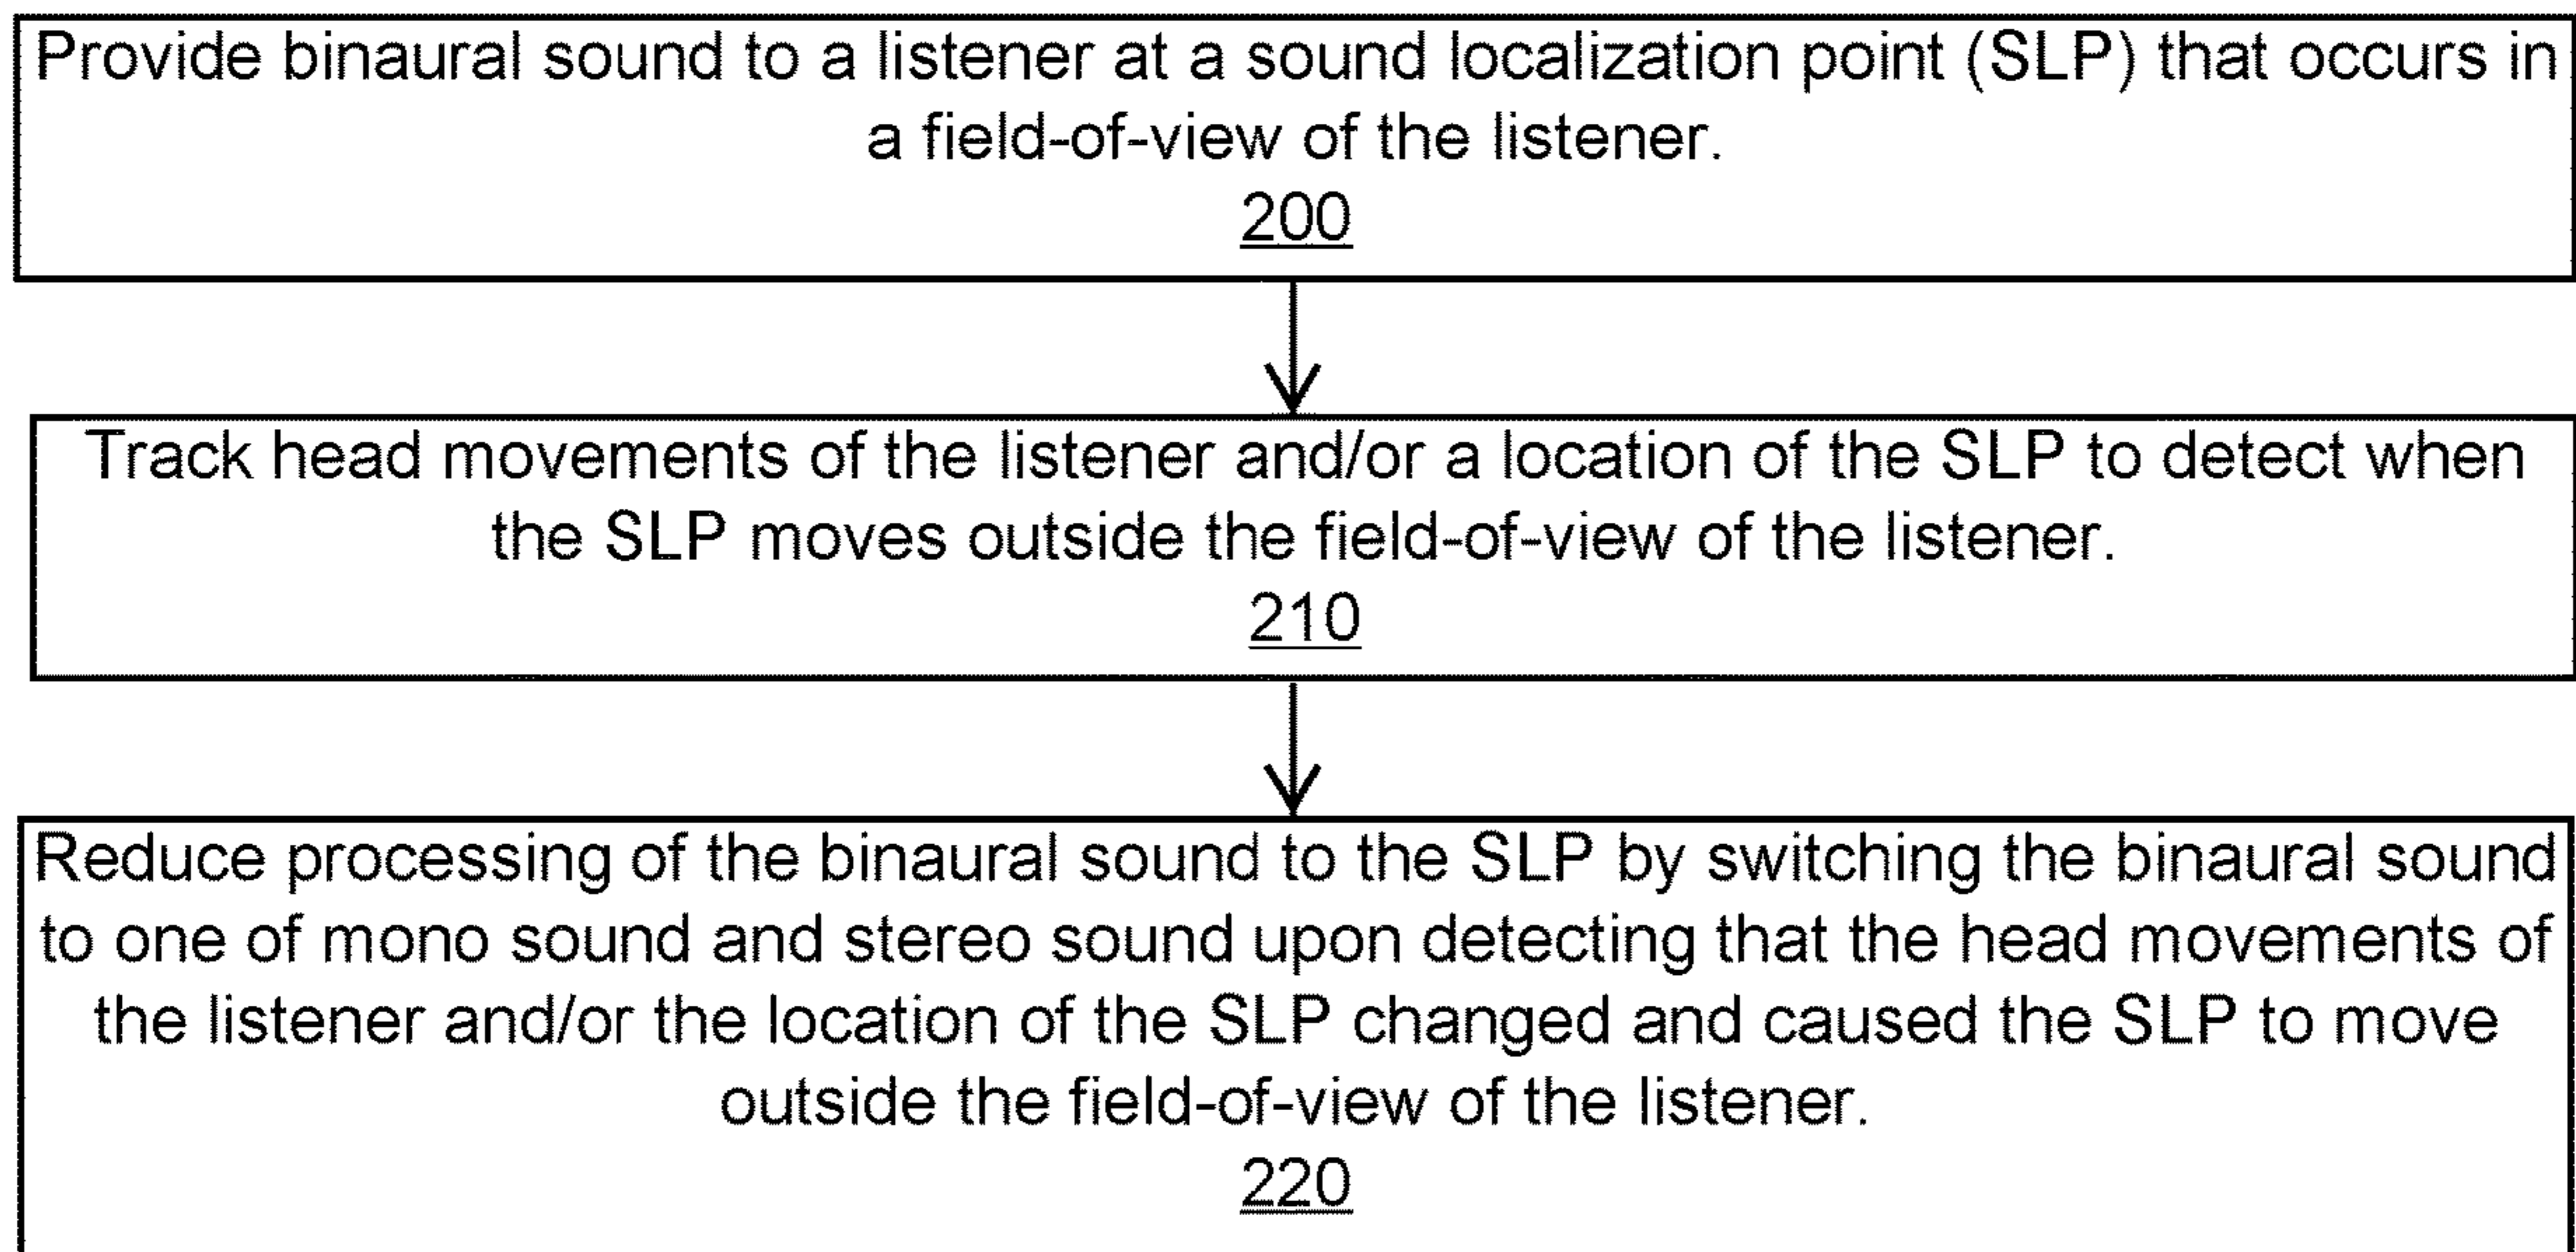 Provide binaural sound to a listener at a sound localization point (SLP) that occurs in
a field-of-view of the listener.
200
Track head movements of the listener and/or a location of the SLP to detect when
the SLP moves outside the field-of-view of the listener.
210
Reduce processing of the binaural sound to the SLP by switching the binaural sound
to one of mono sound and stereo sound upon detecting that the head movements of
the listener and/or the location of the SLP changed and caused the SLP to move
outside the field-of-view of the listener.
220